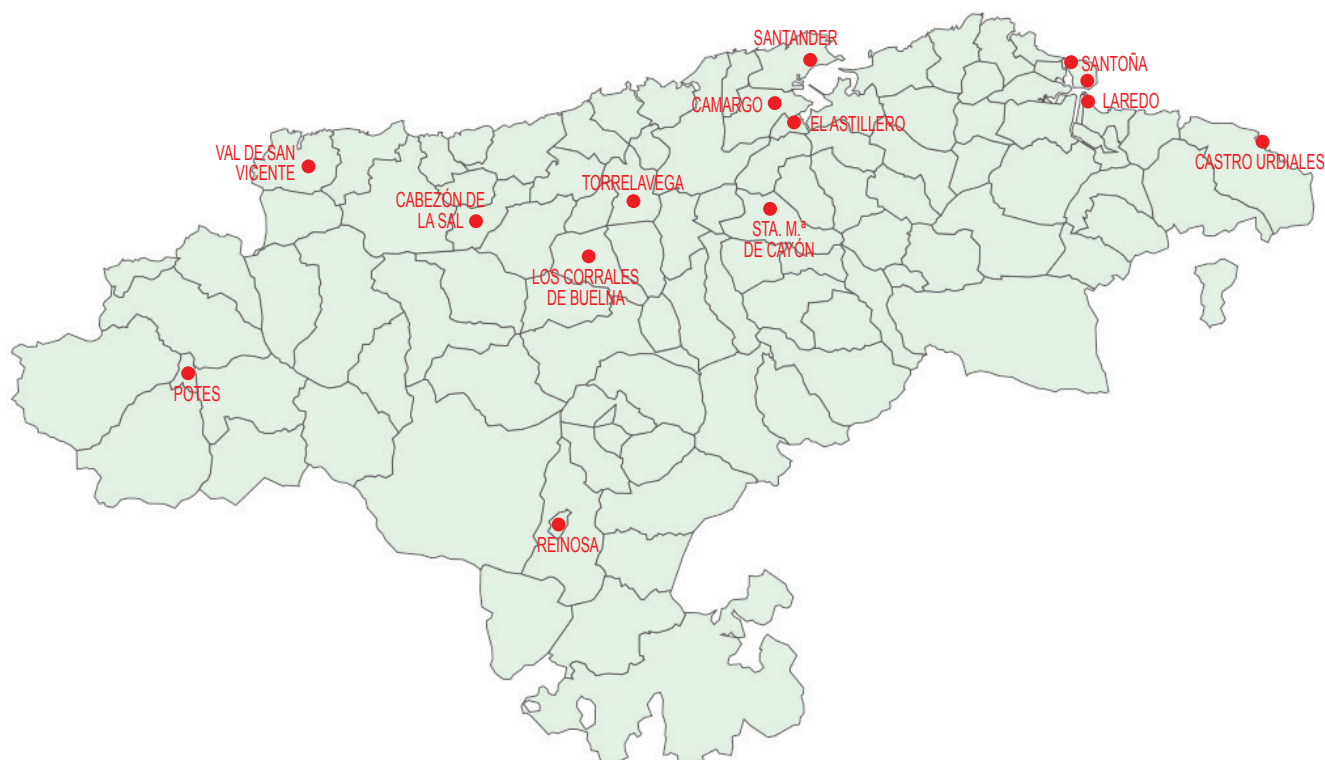 SANTANDER
SANTOÑA
CAMARGO
LAREDO
EL ASTILLERO
VAL DE SAN
VICENTE
CASTRO URDIALES
TORRELAVEGA
CABEZÓN DE
LA SAL
STA. M.ª
DE CAYÓN
LOS CORRALES
DE BUELNA
POTES
REINOSA